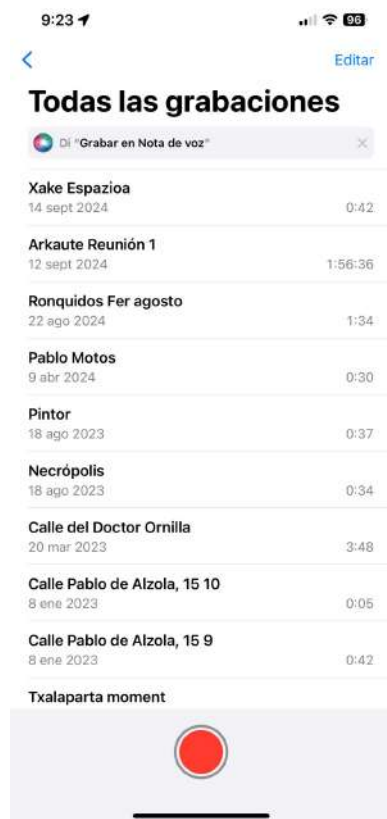 9:23
96
Editar
Todas las grabaciones
Di "Grabar en Nota de voz"
Xake Espazioa
14 sept 2024 0:42
Arkaute Reunión 1
12 sept 2024 1:56:36
Ronquidos Fer agosto
22 ago 2024 1:34
Pablo Motos
9 abr 2024 0:30
Pintor
18 ago 2023 0:37
Necrópolis
18 ago 2023 0:34
Calle del Doctor Ornilla
20 mar 2023 3:48
Calle Pablo de Alzola, 15 10
8 ene 2023 0:05
Calle Pablo de Alzola, 15 9
8 ene 2023 0:42
Txalaparta moment